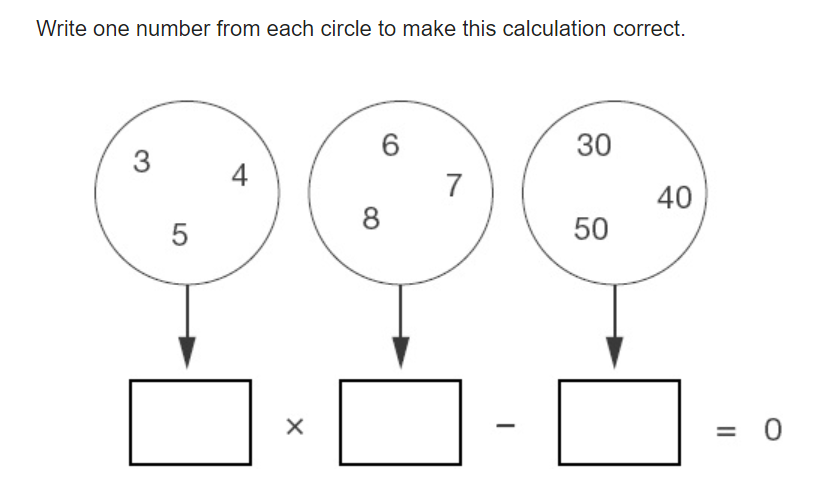 Write one number from each circle to make this calculation correct.
3 4 5
6 7 8
30 40 50
× − = 0